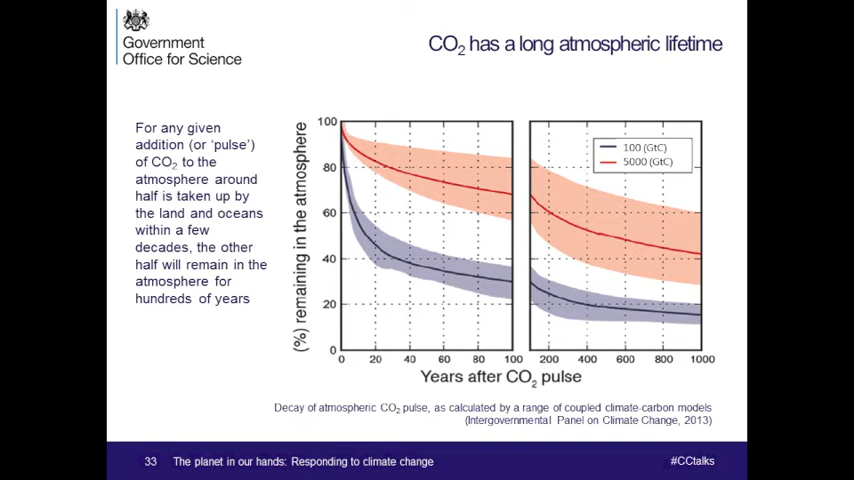 Government
Office for Science
CO2 has a long atmospheric lifetime
For any given
addition (or ‘pulse’)
of CO2 to the
atmosphere around
half is taken up by
the land and oceans
within a few
decades, the other
half will remain in the
atmosphere for
hundreds of years
(%) remaining in the atmosphere
100
80
60
40
20
0
100 (GtC)
5000 (GtC)
0 20 40 60 80 100 200 400 600 800 1000
Years after CO2 pulse
Decay of atmospheric CO2 pulse, as calculated by a range of coupled climate-carbon models
(Intergovernmental Panel on Climate Change, 2013)
33 The planet in our hands: Responding to climate change #CCtalks